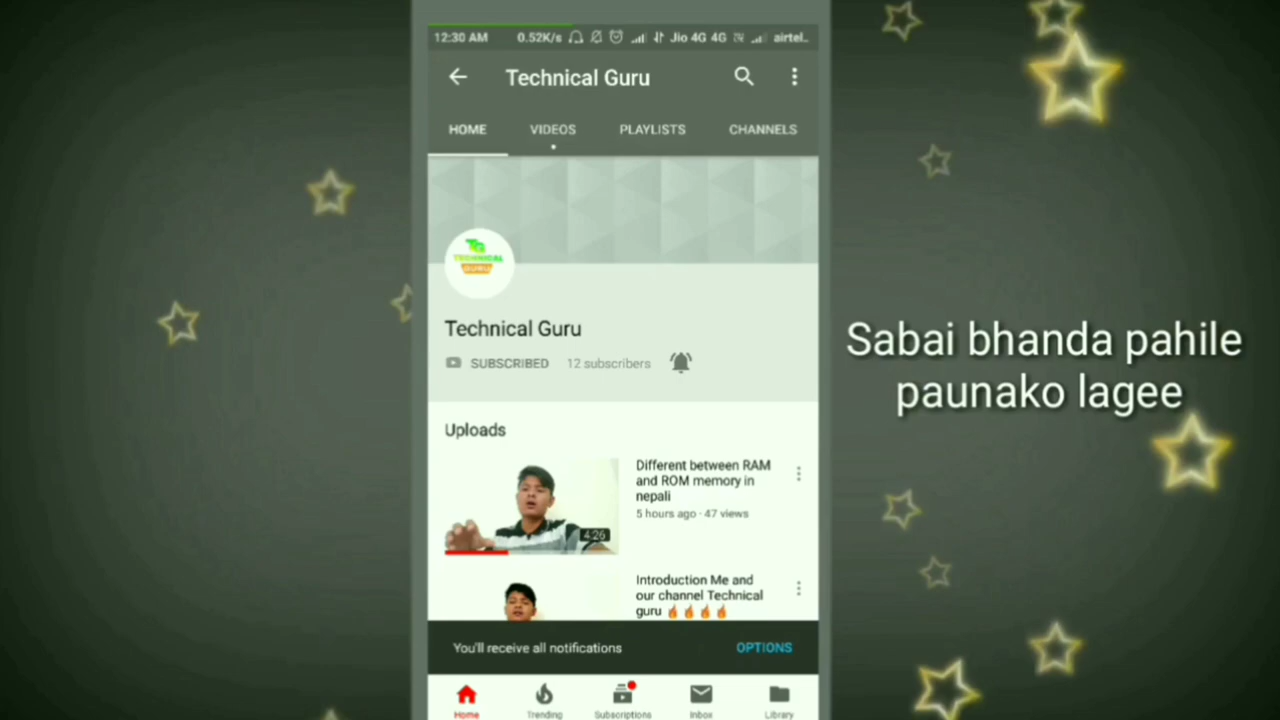 12:30 AM 0.52K/s Jio 4G 4G airtel..
Technical Guru
HOME VIDEOS PLAYLISTS CHANNELS
TG
TECHNICAL
GURU
Technical Guru
SUBSCRIBED 12 subscribers
Uploads
Different between RAM
and ROM memory in
nepali
5 hours ago · 47 views
4:26
Introduction Me and
our channel Technical
guru 🔥🔥🔥🔥
You'll receive all notifications OPTIONS
Home Trending Subscriptions Inbox Library
Sabai bhanda pahile
paunako lagee